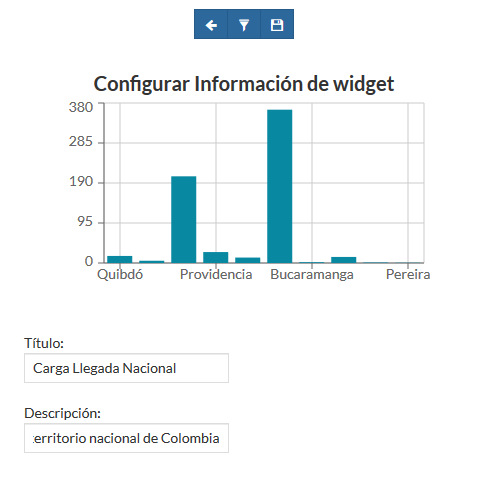 Configurar Información de widget
380
285
190
95
0
Quibdó Providencia Bucaramanga Pereira
Título:
Carga Llegada Nacional
Descripción:
territorio nacional de Colombia